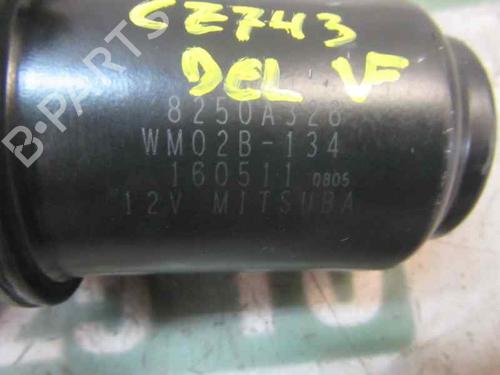 CZ743
DEL VF
8250A328
WM02B-134
160511 0805
12V MITSUBA
B-PARTS